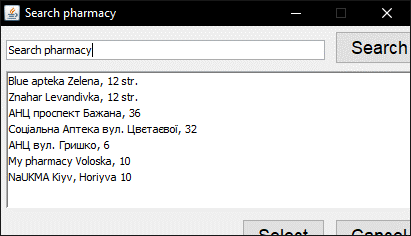 Search pharmacy
Search pharmacy
Search
Blue apteka Zelena, 12 str.
Znahar Levandivka, 12 str.
АНЦ проспект Бажана, 36
Соціальна Аптека вул. Цвєтаєвої, 32
АНЦ вул. Гришко, 6
My pharmacy Voloska, 10
NaUKMA Kiyv, Horiyva 10
Select
Cancel